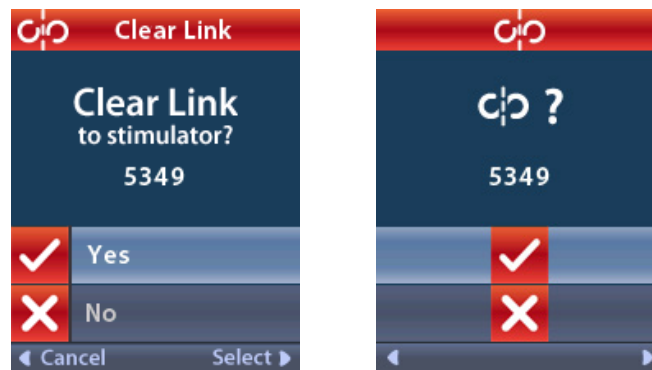 Clear Link
Clear Link
to stimulator?
5349
Yes
No
Cancel Select
?
5349